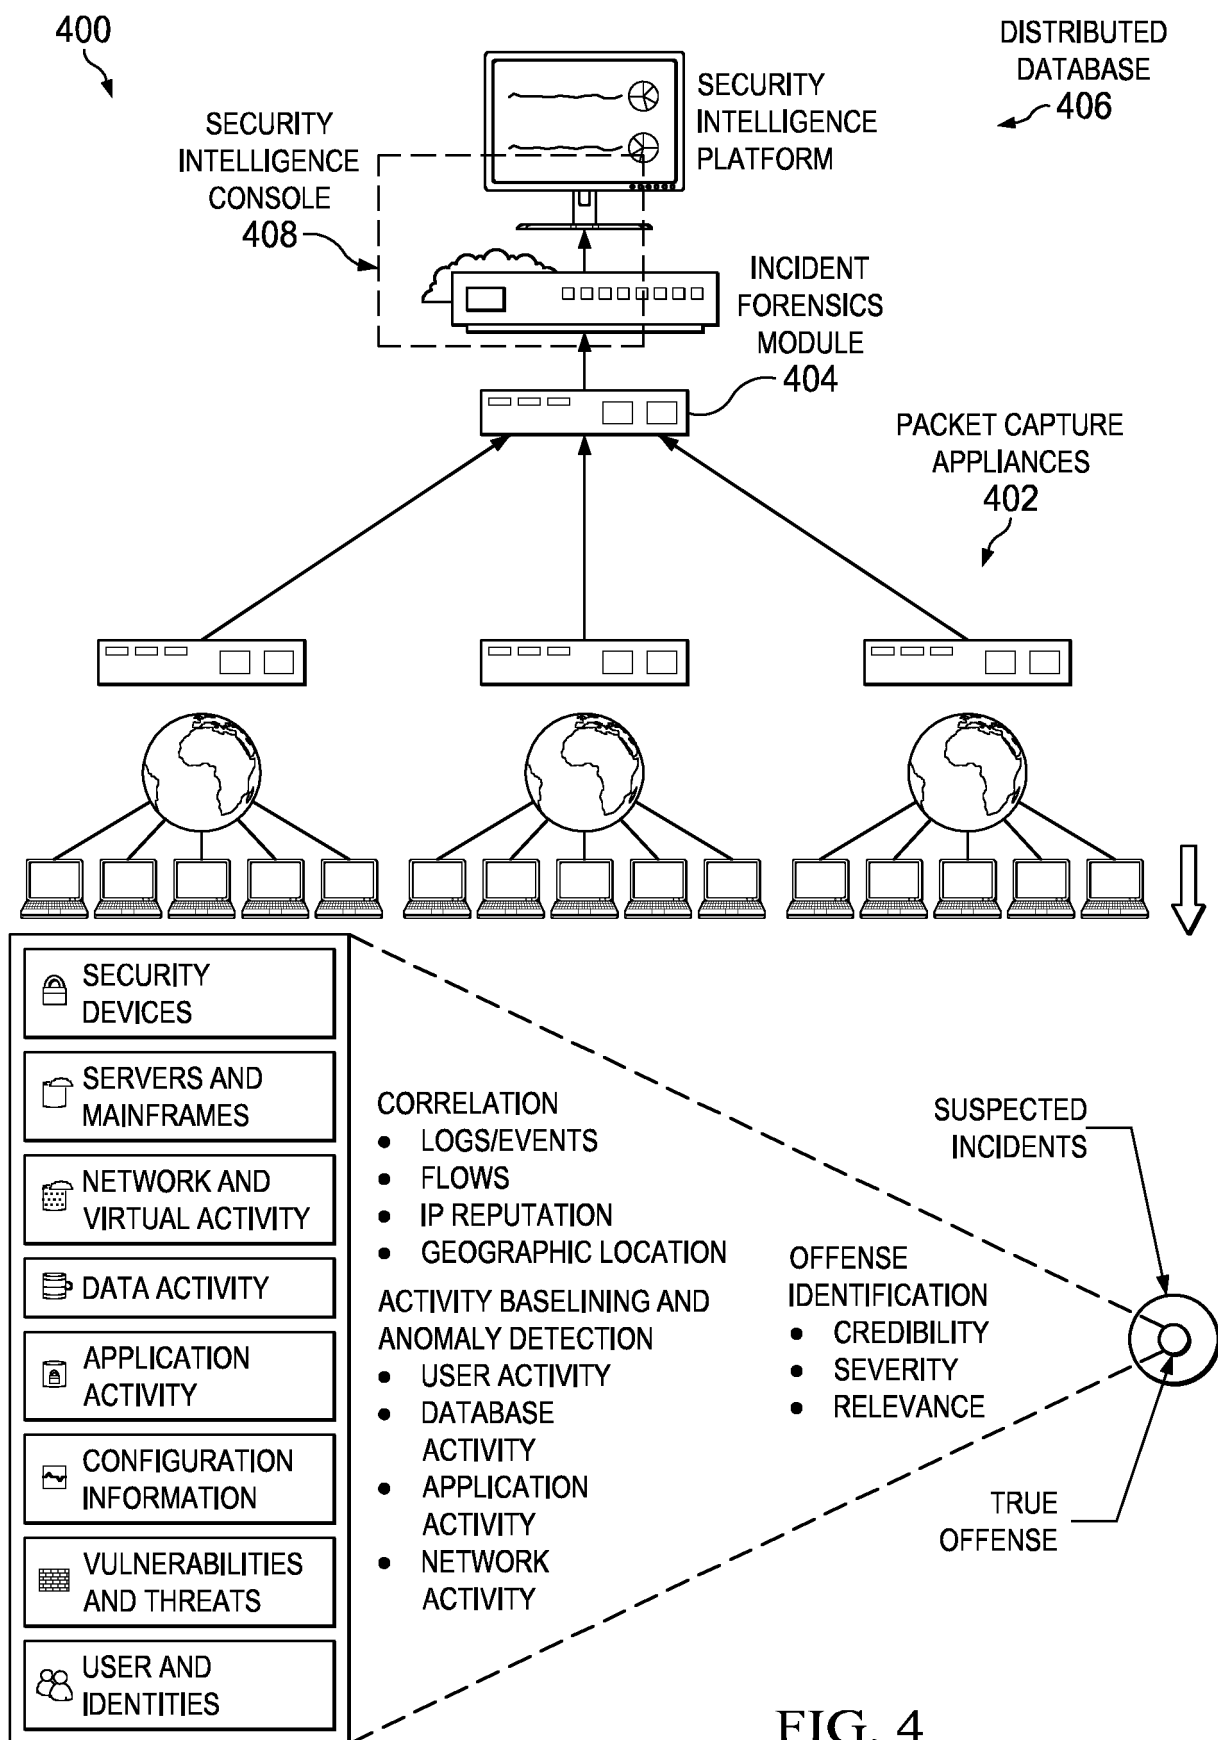 400
DISTRIBUTED
DATABASE
406
SECURITY
INTELLIGENCE
PLATFORM
SECURITY
INTELLIGENCE
CONSOLE
408
INCIDENT
FORENSICS
MODULE
404
PACKET CAPTURE
APPLIANCES
402
SECURITY
DEVICES
SERVERS AND
MAINFRAMES
NETWORK AND
VIRTUAL ACTIVITY
DATA ACTIVITY
APPLICATION
ACTIVITY
CONFIGURATION
INFORMATION
VULNERABILITIES
AND THREATS
USER AND
IDENTITIES
CORRELATION
• LOGS/EVENTS
• FLOWS
• IP REPUTATION
• GEOGRAPHIC LOCATION
ACTIVITY BASELINING AND
ANOMALY DETECTION
• USER ACTIVITY
• DATABASE
ACTIVITY
• APPLICATION
ACTIVITY
• NETWORK
ACTIVITY
OFFENSE
IDENTIFICATION
• CREDIBILITY
• SEVERITY
• RELEVANCE
SUSPECTED
INCIDENTS
TRUE
OFFENSE
FIG. 4